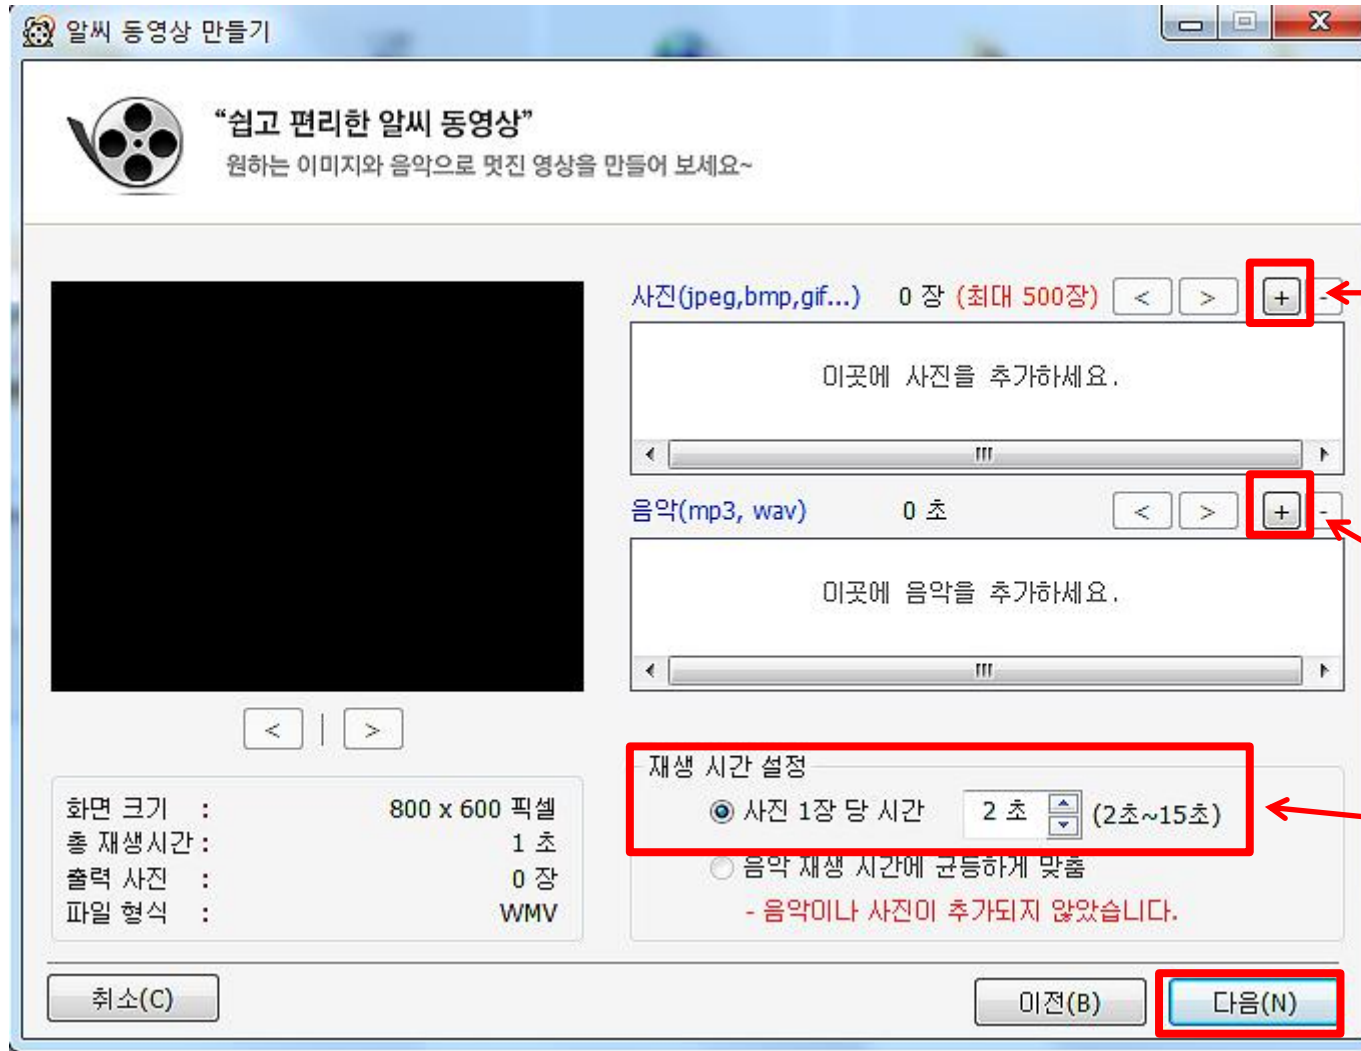 알씨 동영상 만들기
“쉽고 편리한 알씨 동영상”
원하는 이미지와 음악으로 멋진 영상을 만들어 보세요~
사진(jpeg,bmp,gif...) 0 장 (최대 500장) < > + -
이곳에 사진을 추가하세요.
음악(mp3, wav) 0 초 < > + -
이곳에 음악을 추가하세요.
< | >
재생 시간 설정
사진 1장 당 시간 2 초 (2초~15초)
음악 재생 시간에 균등하게 맞춤
- 음악이나 사진이 추가되지 않았습니다.
화면 크기 : 800 x 600 픽셀
총 재생시간 : 1 초
출력 사진 : 0 장
파일 형식 : WMV
취소(C) 이전(B) 다음(N)